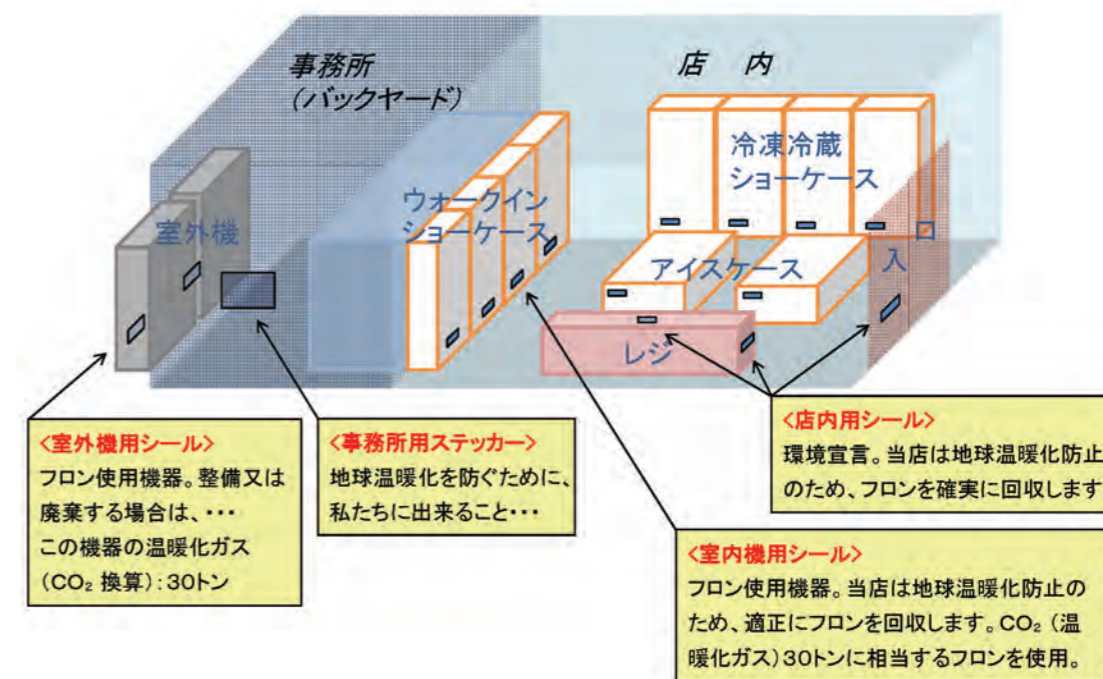 事務所
(バックヤード)
店 内
冷凍冷蔵
ショーケース
ウォークイン
ショーケース
室外機
アイスケース
入
口
レジ
<室外機用シール>
フロン使用機器。整備又は
廃棄する場合は、・・・
この機器の温暖化ガス
(CO₂ 換算):30トン
<事務所用ステッカー>
地球温暖化を防ぐために、
私たちに出来ること・・・
<店内用シール>
環境宣言。当店は地球温暖化防止
のため、フロンを確実に回収します
<室内機用シール>
フロン使用機器。当店は地球温暖化防止の
ため、適正にフロンを回収します。CO₂ (温
暖化ガス)30トンに相当するフロンを使用。